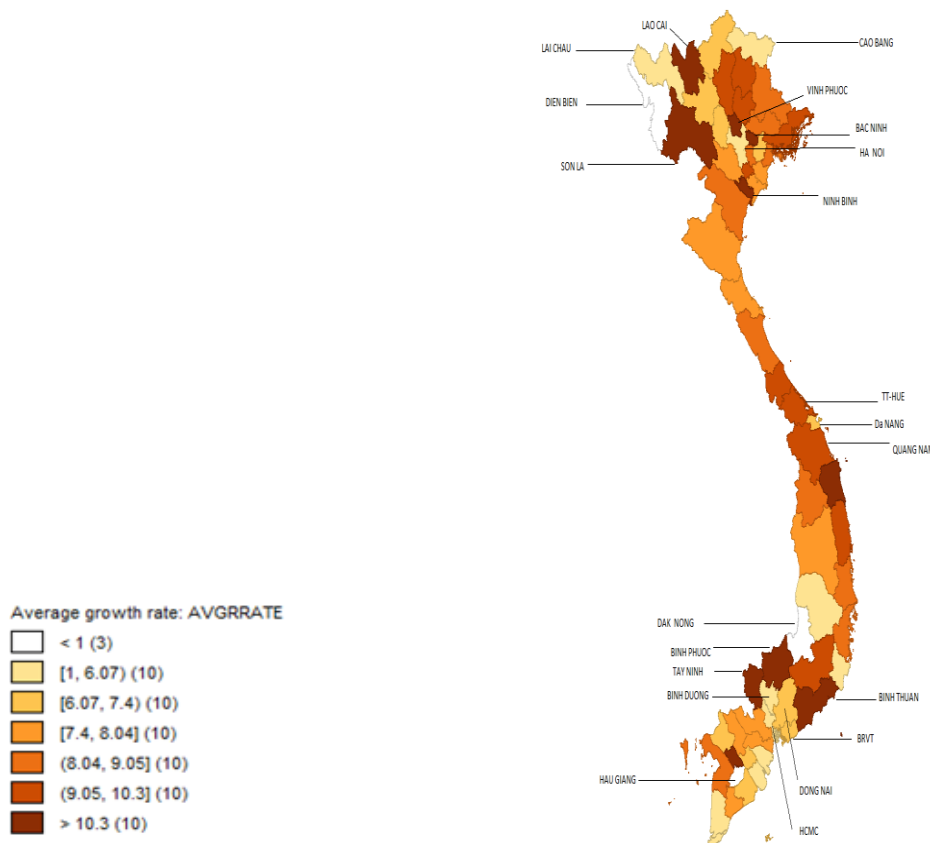 LAO CAI
LAI CHAU
CAO BANG
VINH PHUOC
DIEN BIEN
BAC NINH
HA NOI
SON LA
NINH BINH
TT-HUE
Da NANG
QUANG NAM
DAK NONG
BINH PHUOC
TAY NINH
BINH DUONG
BINH THUAN
BRVT
HAU GIANG
DONG NAI
HCMC
Average growth rate: AVGRRATE
< 1 (3)
[1, 6.07) (10)
[6.07, 7.4) (10)
[7.4, 8.04] (10)
(8.04, 9.05] (10)
(9.05, 10.3] (10)
> 10.3 (10)